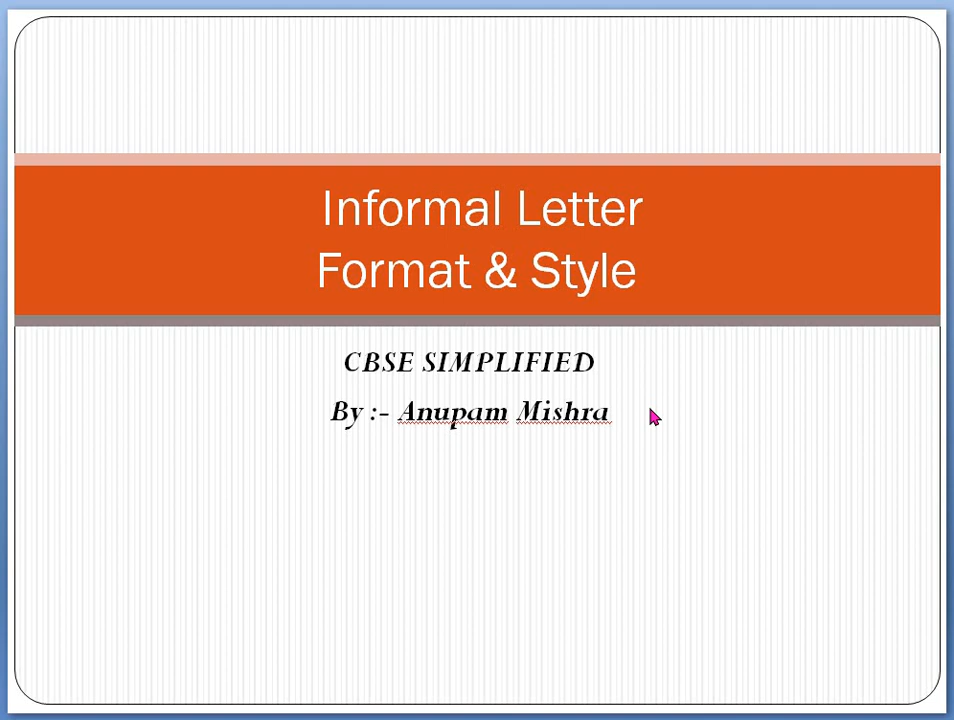 Informal Letter
Format & Style
CBSE SIMPLIFIED
By :- Anupam Mishra